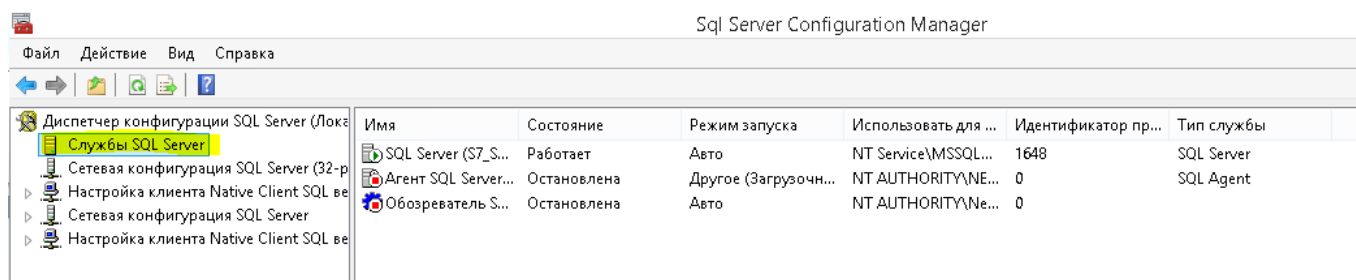 Sql Server Configuration Manager
Файл Действие Вид Справка
Диспетчер конфигурации SQL Server (Лока
Службы SQL Server
Сетевая конфигурация SQL Server (32-р
Настройка клиента Native Client SQL ве
Сетевая конфигурация SQL Server
Настройка клиента Native Client SQL ве
Имя Состояние Режим запуска Использовать для ... Идентификатор пр... Тип службы
SQL Server (S7_S... Работает Авто NT Service\MSSQL... 1648 SQL Server
Агент SQL Server... Остановлена Другое (Загрузочн... NT AUTHORITY\NE... 0 SQL Agent
Обозреватель S... Остановлена Авто NT AUTHORITY\Ne... 0